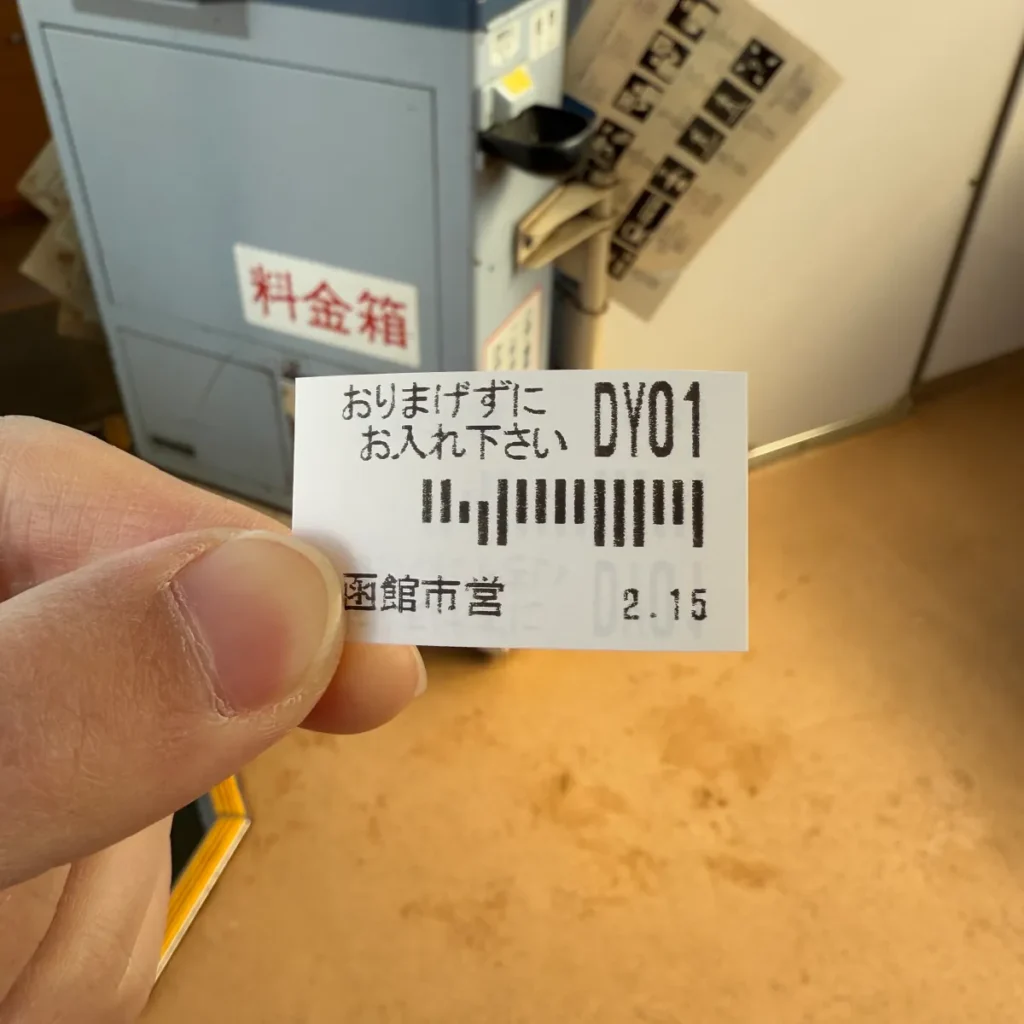 料金箱
おりまげずに
お入れ下さい
DY01
函館市営
2.15